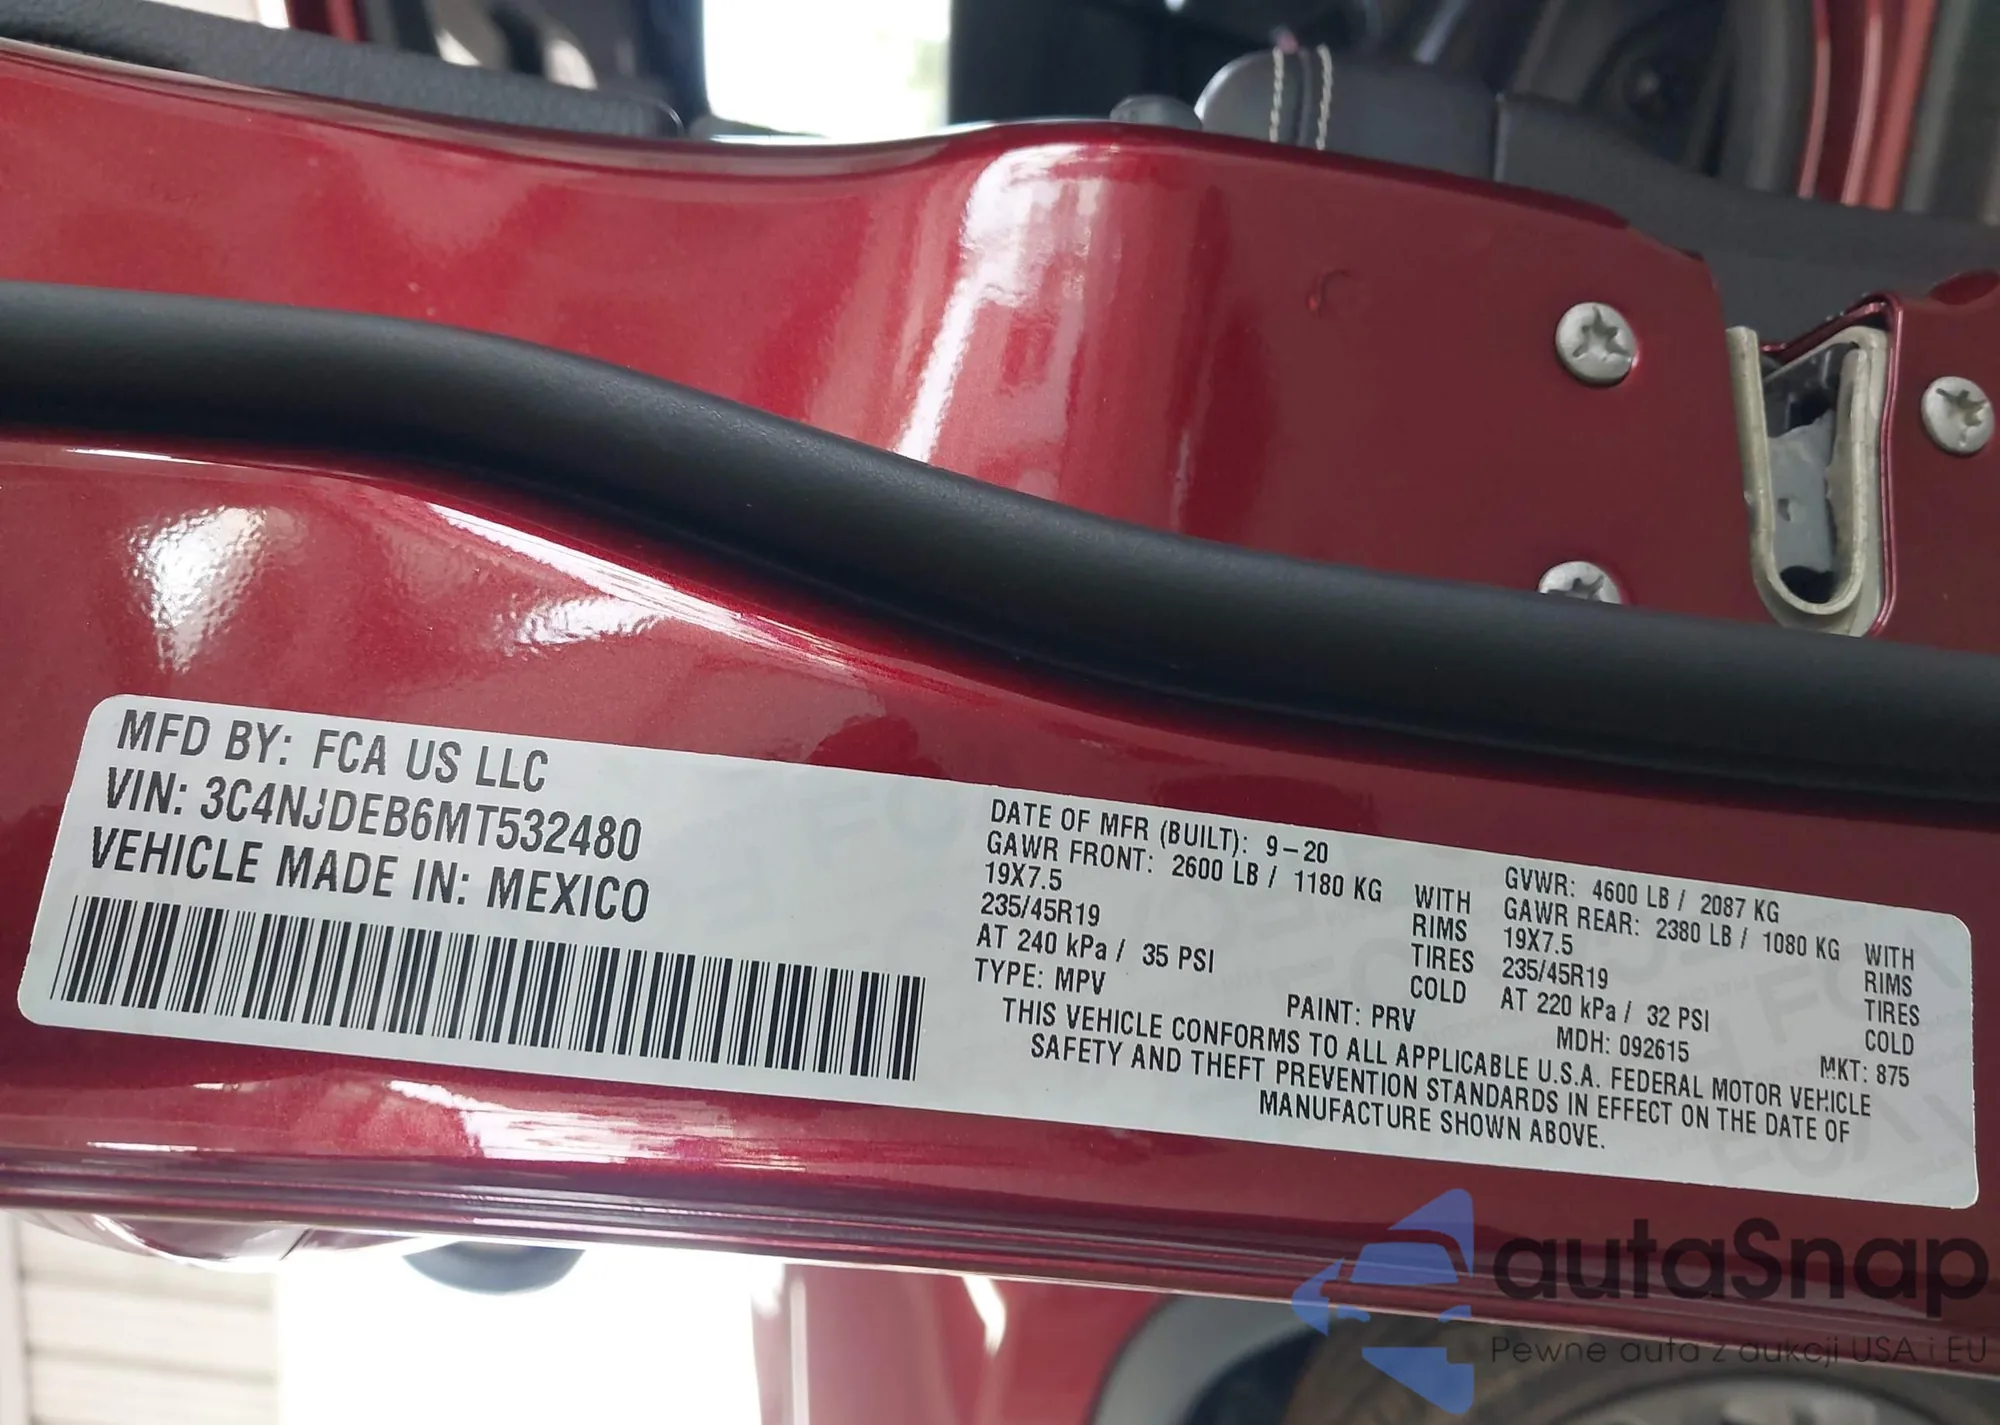 MFD BY: FCA US LLC
VIN: 3C4NJDEB6MT532480
VEHICLE MADE IN: MEXICO
DATE OF MFR (BUILT): 9-20
GVWR: 4600 LB / 2087 KG
GAWR FRONT: 2600 LB / 1180 KG WITH
19X7.5 RIMS
235/45R19 TIRES
AT 240 kPa / 35 PSI COLD
GAWR REAR: 2380 LB / 1080 KG WITH
19X7.5 RIMS
235/45R19 TIRES
AT 220 kPa / 32 PSI COLD
TYPE: MPV PAINT: PRV MDH: 092615 MKT: 875
THIS VEHICLE CONFORMS TO ALL APPLICABLE U.S.A. FEDERAL MOTOR VEHICLE
SAFETY AND THEFT PREVENTION STANDARDS IN EFFECT ON THE DATE OF
MANUFACTURE SHOWN ABOVE.
autaSnap
Pewne auta z aukcji USA i EU